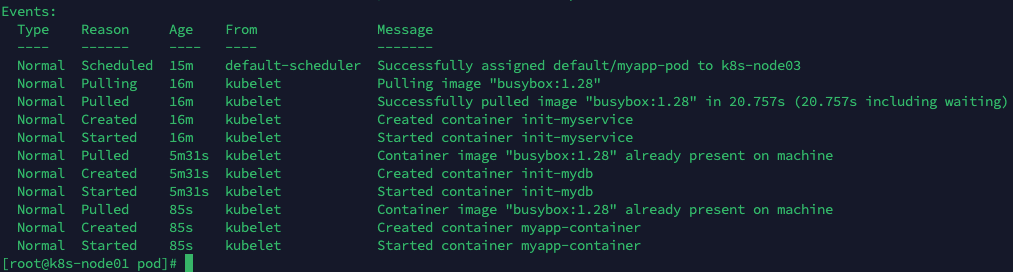 Events:
  Type    Reason     Age    From               Message
  ----    ------     ----   ----               -------
  Normal  Scheduled  15m    default-scheduler  Successfully assigned default/myapp-pod to k8s-node03
  Normal  Pulling    16m    kubelet            Pulling image "busybox:1.28"
  Normal  Pulled     16m    kubelet            Successfully pulled image "busybox:1.28" in 20.757s (20.757s including waiting)
  Normal  Created    16m    kubelet            Created container init-myservice
  Normal  Started    16m    kubelet            Started container init-myservice
  Normal  Pulled     5m31s  kubelet            Container image "busybox:1.28" already present on machine
  Normal  Created    5m31s  kubelet            Created container init-mydb
  Normal  Started    5m31s  kubelet            Started container init-mydb
  Normal  Pulled     85s    kubelet            Container image "busybox:1.28" already present on machine
  Normal  Created    85s    kubelet            Created container myapp-container
  Normal  Started    85s    kubelet            Started container myapp-container
[root@k8s-node01 pod]#